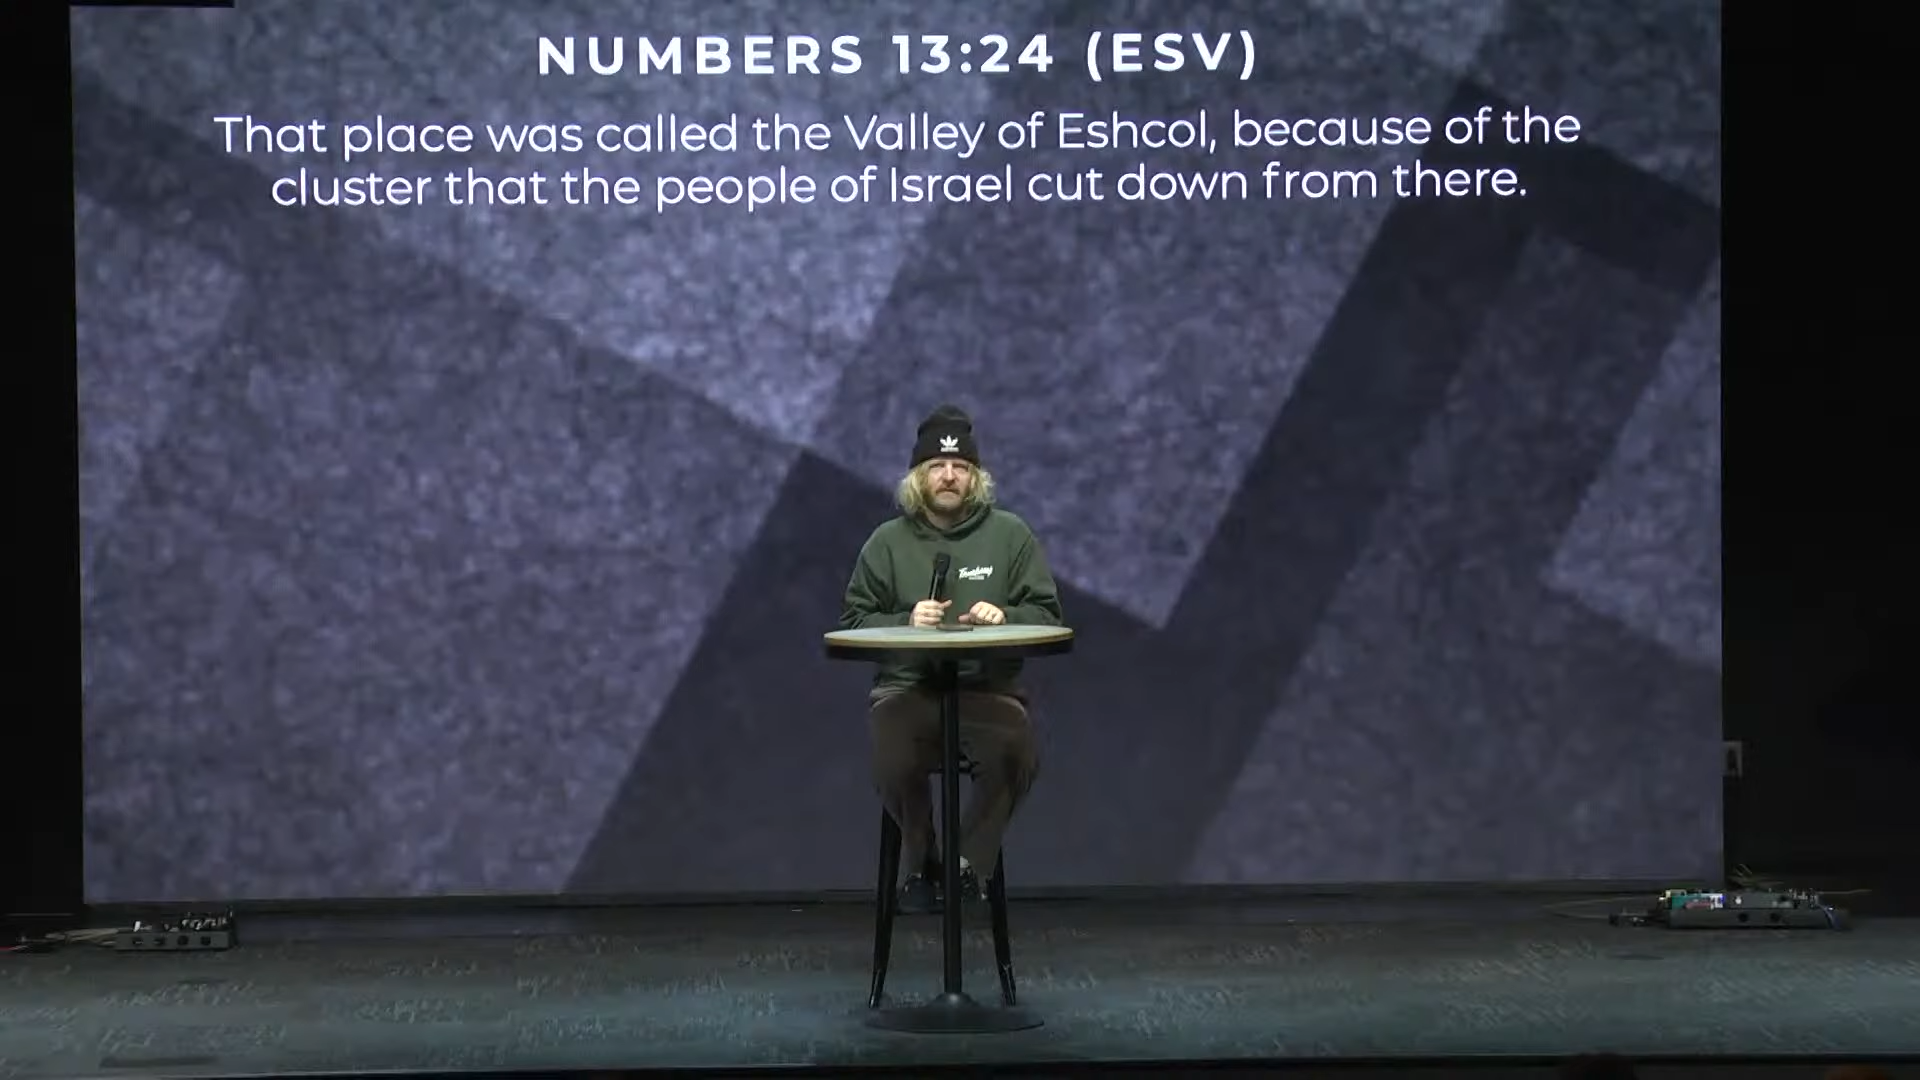 NUMBERS 13:24 (ESV)
That place was called the Valley of Eshcol, because of the
cluster that the people of Israel cut down from there.